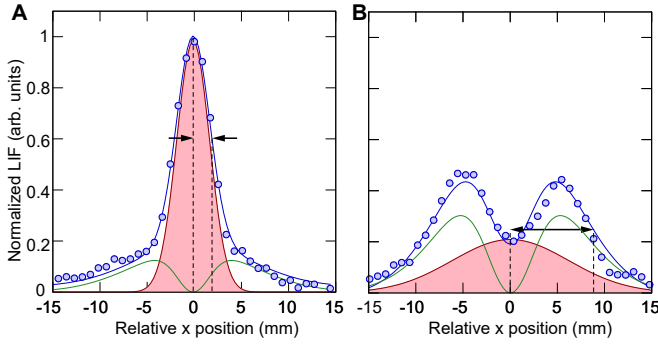 A
B
Normalized LIF (arb. units)
1
0.8
0.6
0.4
0.2
0
-15 -10 -5 0 5 10 15
-15 -10 -5 0 5 10 15
Relative x position (mm)
Relative x position (mm)